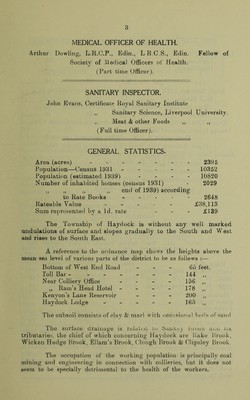 3
MEDICAL OFFICER OF HEALTH.
Arthur Dowling, L.R.C.P., Edin., L R C S., Edin. Fellow of
Society of Medical Officers of Health.
(Part time Officer).
SANITARY INSPECTOR.
John Evans, Certificate Royal Sanitary Institute
„ Sanitary Science, Liverpool University.
„ Meat & other Foods „ „
(Full time Officer).
GENERAL STATISTICS.
Area (acres) - - - - - 2395
Population—Census 1931 - - - - 10352
Population (estimated 1939) - - - - 10820
Number of inhabited homes (census 1931) 2029
„ „ „ end of 1939) according
to Rate Books - - - 2648
Rateable Value - - - - - £38,113
Sum represented by a 1d. rate - - £139
The Township of Haydock is without any well marked
undulations of surface and slopes gradually to the South and West
and rises to the South East.
A reference to the ordnance map shows the heights above the
mean sea level of various parts of the district to be as follows :—
Bottom of West End Road - - - 65 feet.
Toll Bar - - - - - 144 „
Near Colliery Office - - - 156 „
„ Ram's Head Hotel - - - 178 „
Kenyon's Lane Reservoir - - - 200 „
Haydock Lodge - - - - 163 „
The subsoil consists of clay & marl with occasional beds of sand
The surface drainage is
tributaries, the chief of which concerning Haydock are Rake Brook,
Wicken Hedge Brook, Ellam's Brook, Clough Brook & Clipsley Brook.
The occupation of the working population is principally coal
mining and engineering in connection with collieries, but it does not
seem to be specially detrimental to the health of the workers.